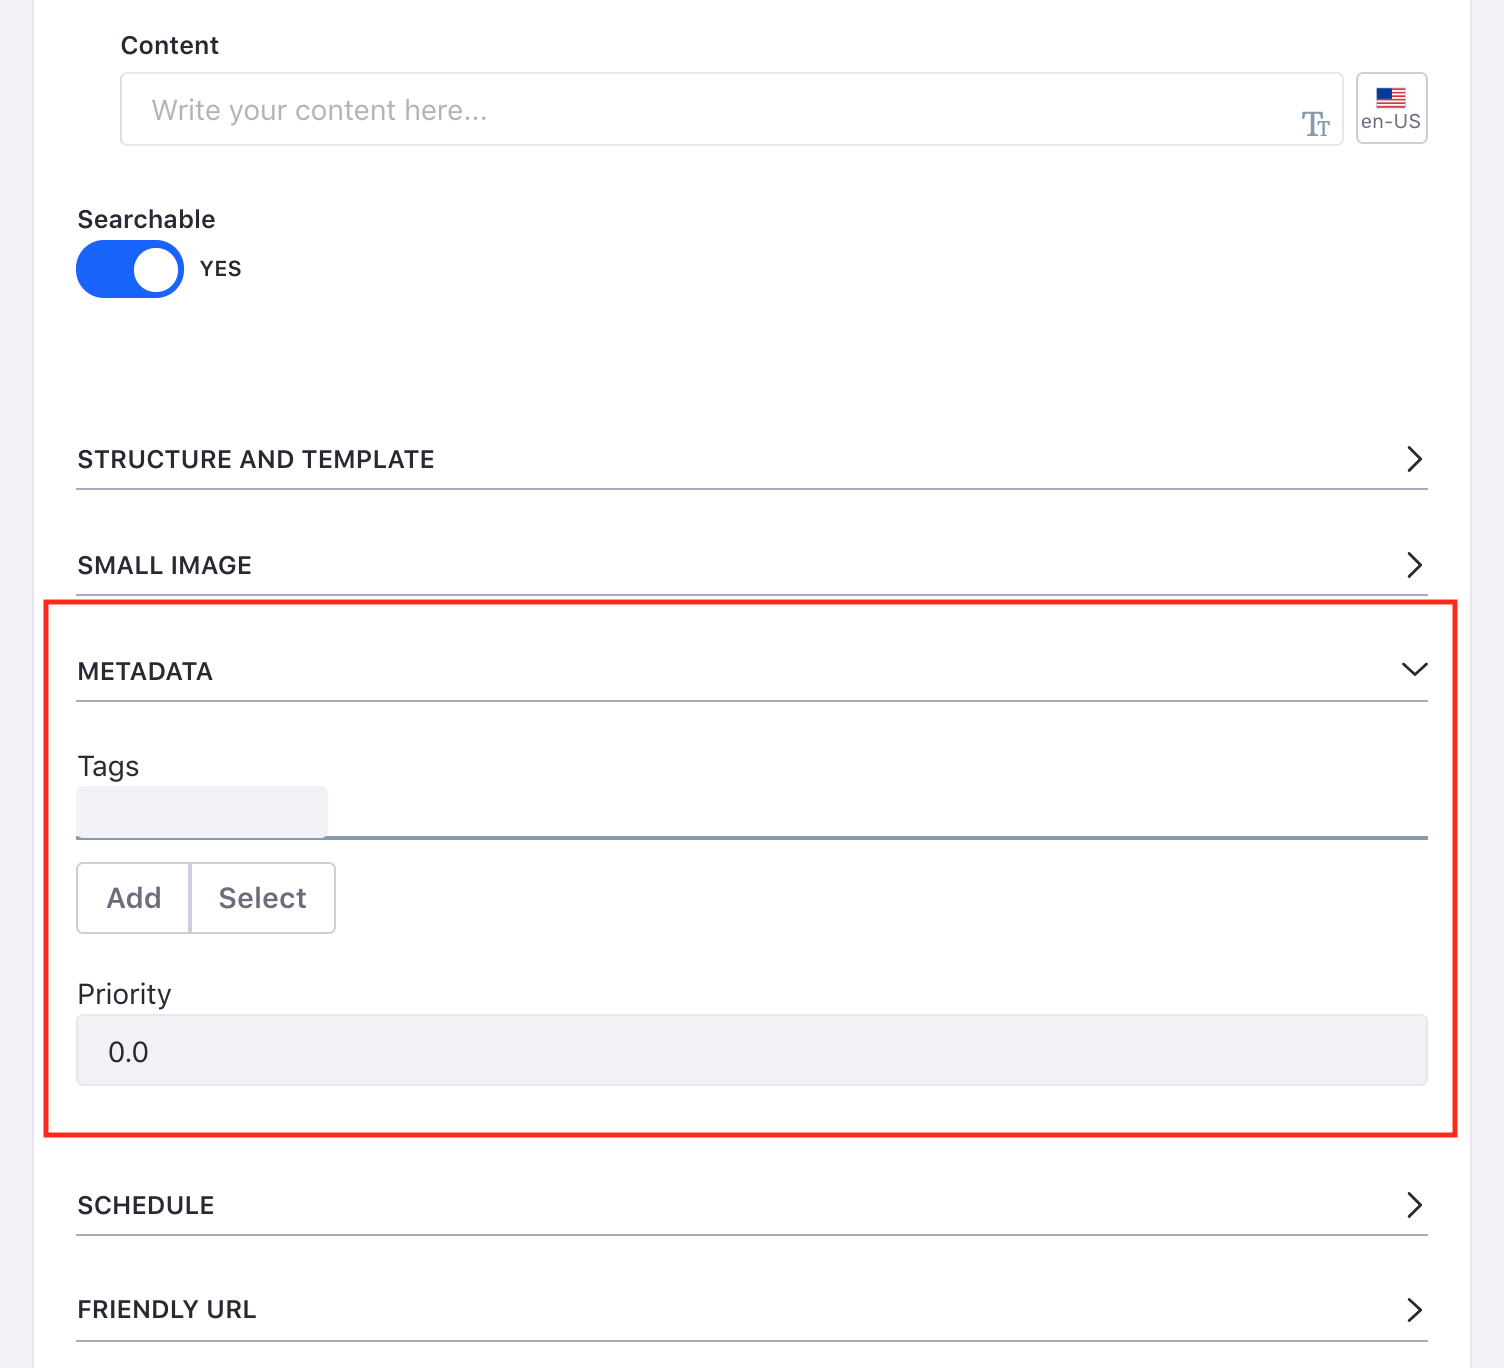 Content
Write your content here...
TT
en-US
Searchable
YES
STRUCTURE AND TEMPLATE
SMALL IMAGE
METADATA
Tags
Add Select
Priority
0.0
SCHEDULE
FRIENDLY URL